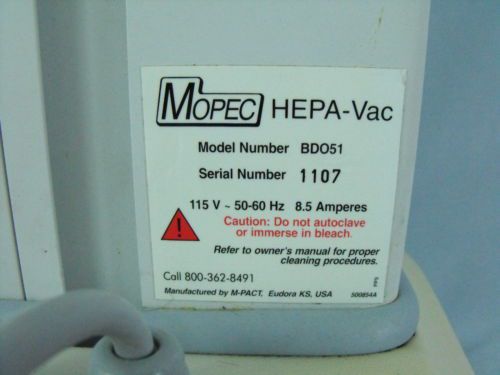 MOPEC HEPA-Vac
Model Number BDO51
Serial Number 1107
115 V ~ 50-60 Hz 8.5 Amperes
Caution: Do not autoclave
or immerse in bleach.
Refer to owner's manual for proper
cleaning procedures.
Call 800-362-8491
Manufactured by M-PACT, Eudora KS, USA 500854A